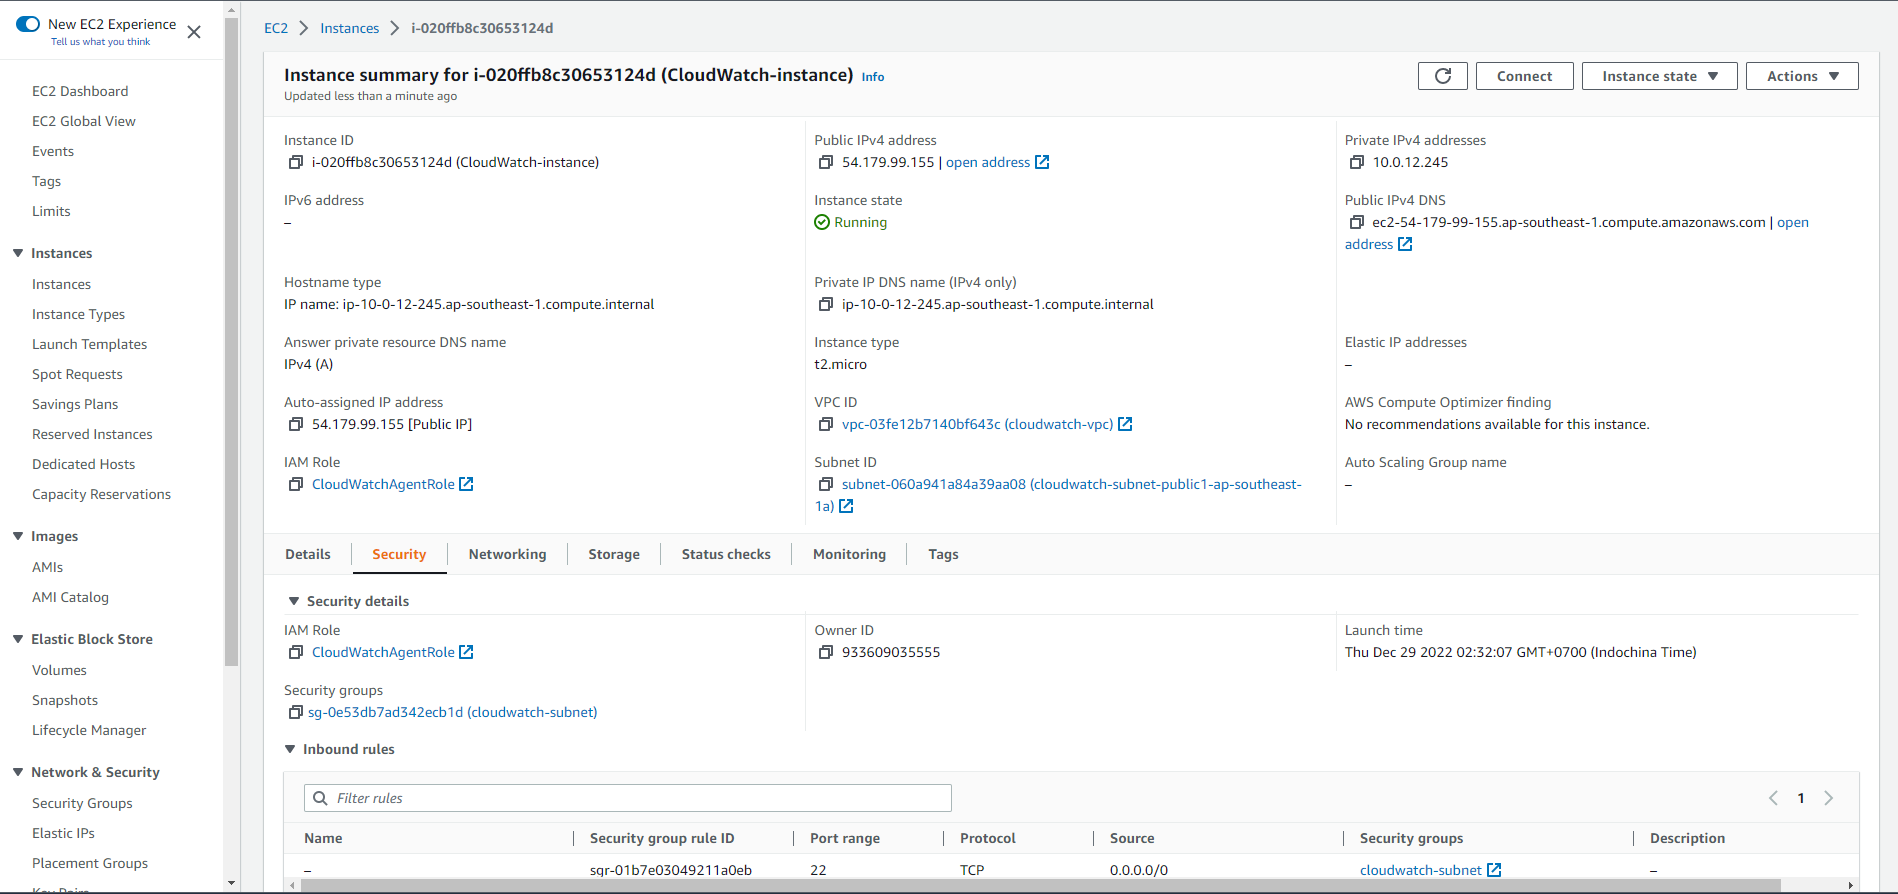 New EC2 Experience
Tell us what you think
EC2 Dashboard
EC2 Global View
Events
Tags
Limits
Instances
Instances
Instance Types
Launch Templates
Spot Requests
Savings Plans
Reserved Instances
Dedicated Hosts
Capacity Reservations
Images
AMIs
AMI Catalog
Elastic Block Store
Volumes
Snapshots
Lifecycle Manager
Network & Security
Security Groups
Elastic IPs
Placement Groups
Key Pairs
EC2 > Instances > i-020ffb8c30653124d
Instance summary for i-020ffb8c30653124d (CloudWatch-instance) Info
Updated less than a minute ago
Connect
Instance state
Actions
Instance ID
i-020ffb8c30653124d (CloudWatch-instance)
Public IPv4 address
54.179.99.155 | open address
Private IPv4 addresses
10.0.12.245
IPv6 address
–
Instance state
Running
Public IPv4 DNS
ec2-54-179-99-155.ap-southeast-1.compute.amazonaws.com | open
address
Hostname type
IP name: ip-10-0-12-245.ap-southeast-1.compute.internal
Private IP DNS name (IPv4 only)
ip-10-0-12-245.ap-southeast-1.compute.internal
Answer private resource DNS name
IPv4 (A)
Instance type
t2.micro
Elastic IP addresses
–
Auto-assigned IP address
54.179.99.155 [Public IP]
VPC ID
vpc-03fe12b7140bf643c (cloudwatch-vpc)
AWS Compute Optimizer finding
No recommendations available for this instance.
IAM Role
CloudWatchAgentRole
Subnet ID
subnet-060a941a84a39aa08 (cloudwatch-subnet-public1-ap-southeast-
1a)
Auto Scaling Group name
–
Details
Security
Networking
Storage
Status checks
Monitoring
Tags
Security details
IAM Role
CloudWatchAgentRole
Owner ID
933609035555
Launch time
Thu Dec 29 2022 02:32:07 GMT+0700 (Indochina Time)
Security groups
sg-0e53db7ad342ecb1d (cloudwatch-subnet)
Inbound rules
Filter rules
1
Name
Security group rule ID
Port range
Protocol
Source
Security groups
Description
–
sgr-01b7e03049211a0eb
22
TCP
0.0.0.0/0
cloudwatch-subnet
–